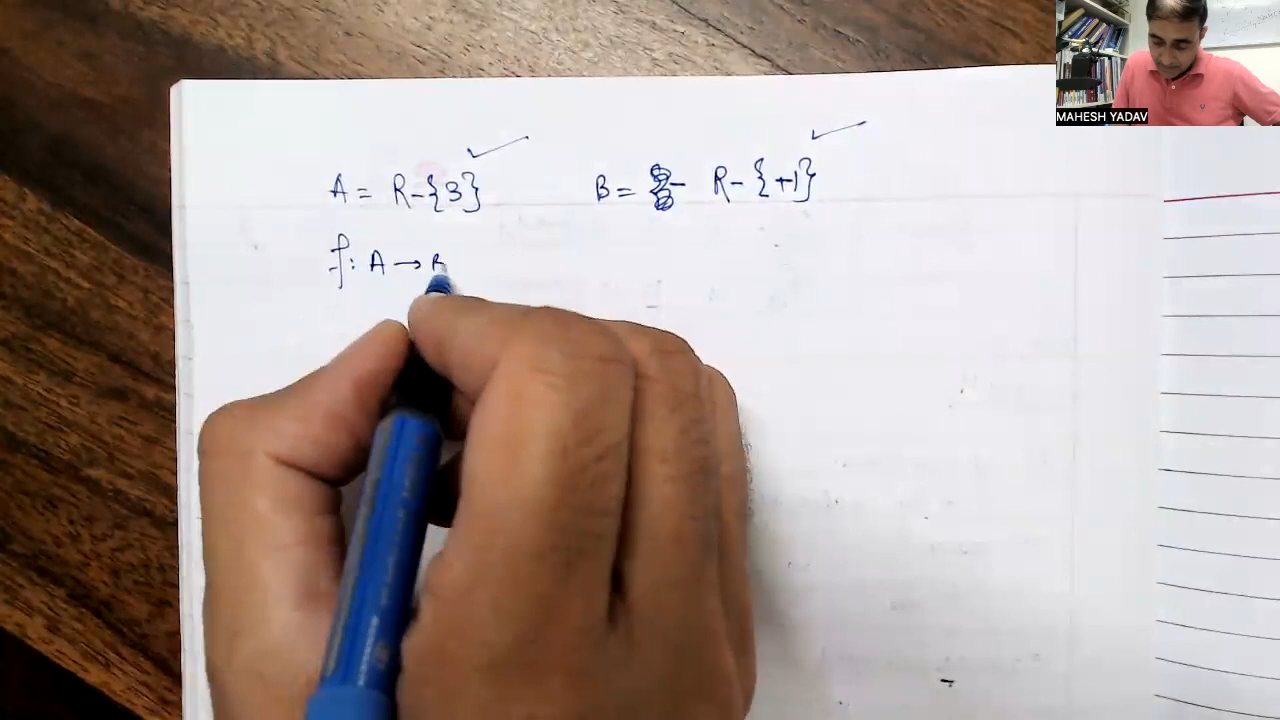 MAHESH YADAV
A = R-{3} B = R-{+1}
f: A → B